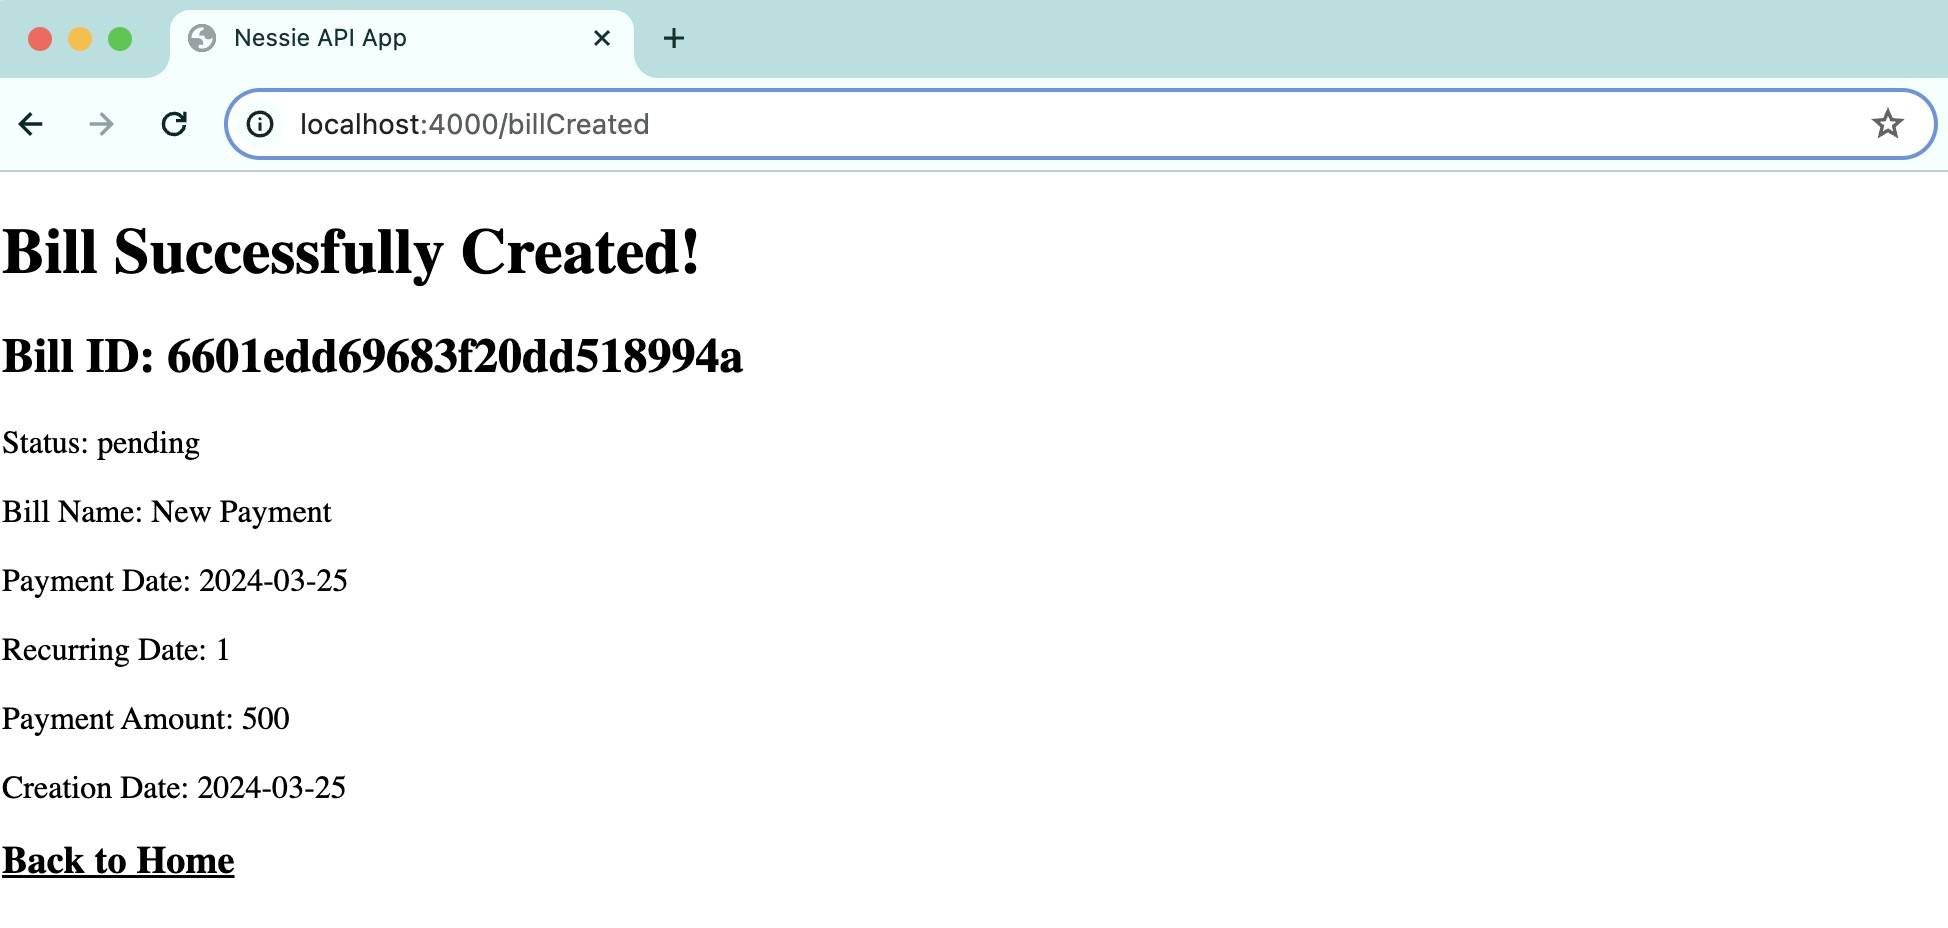 Nessie API App
localhost:4000/billCreated
Bill Successfully Created!
Bill ID: 6601edd69683f20dd518994a
Status: pending
Bill Name: New Payment
Payment Date: 2024-03-25
Recurring Date: 1
Payment Amount: 500
Creation Date: 2024-03-25
Back to Home